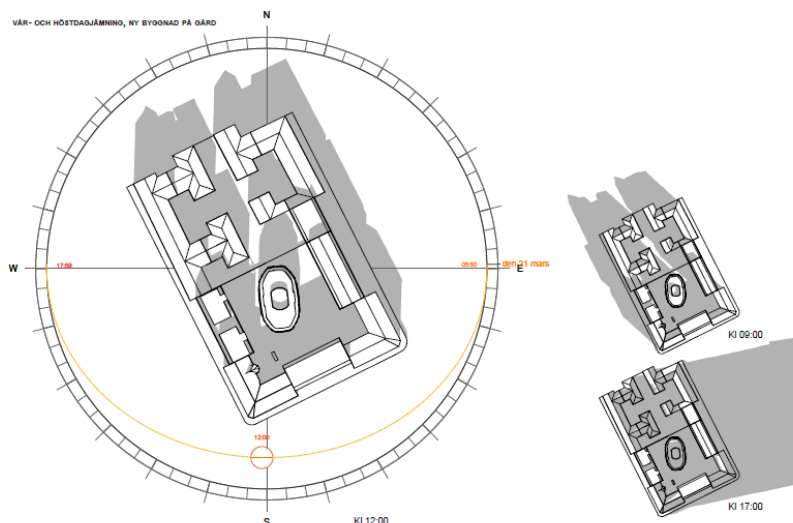 VÅR- OCH HÖSTDAGJÄMNING, NY BYGGNAD PÅ GÅRD
N
W
17:59
05:50
E
den 21 mars
12:00
S
Kl 12:00
Kl 09:00
Kl 17:00